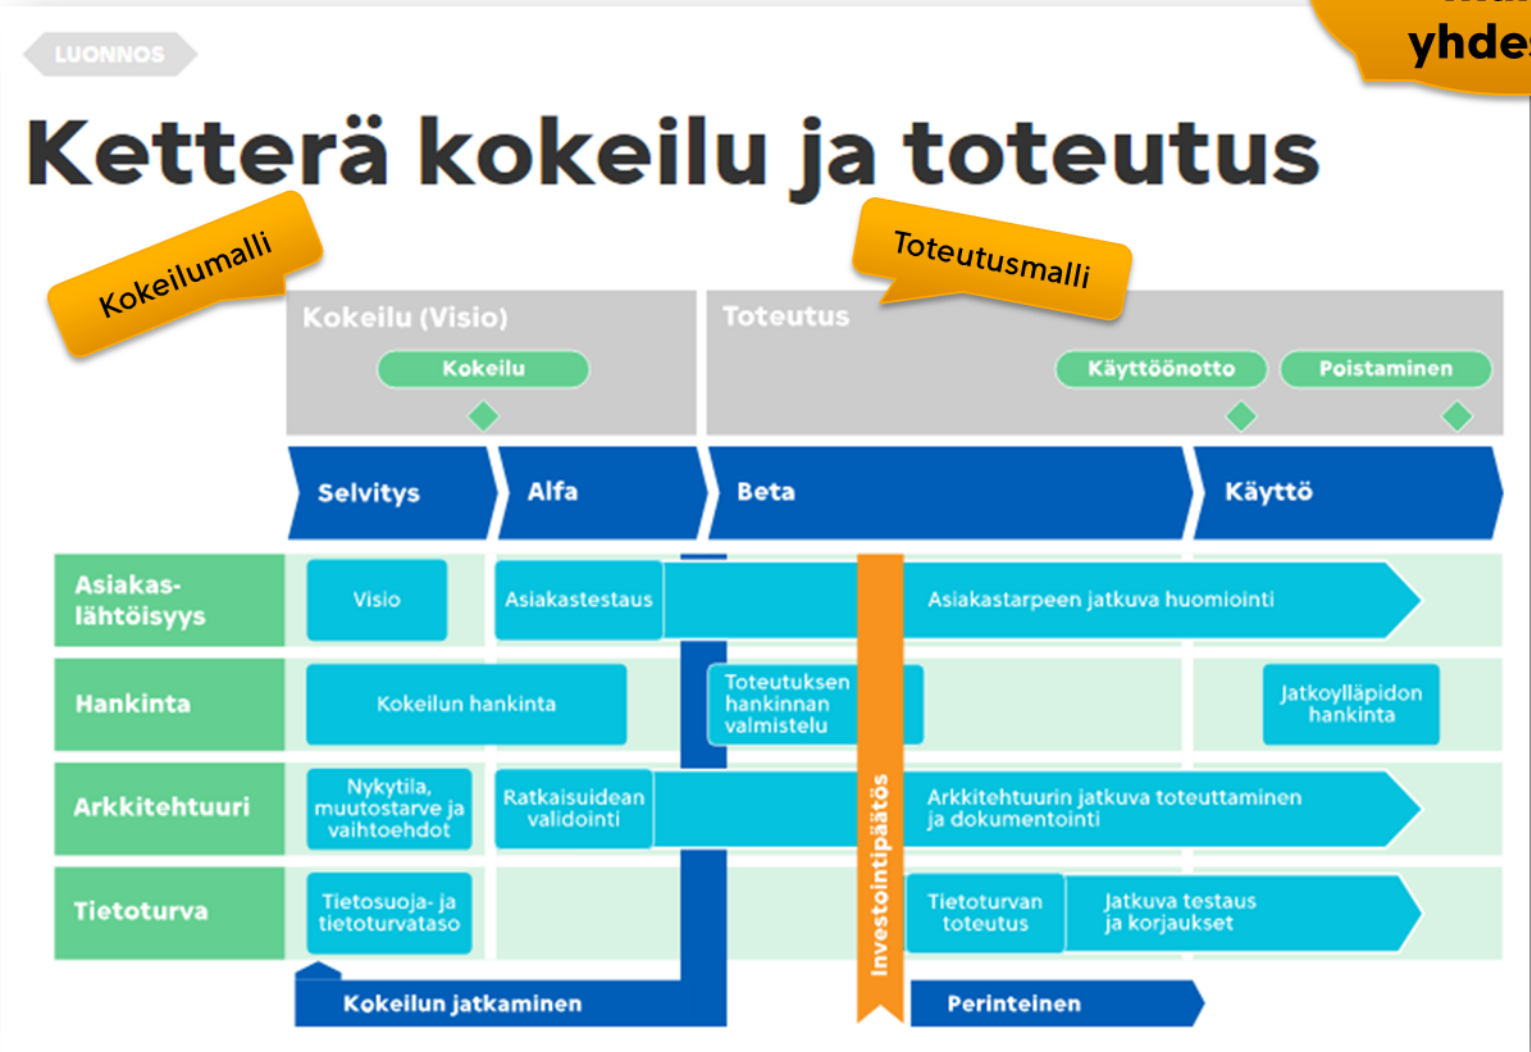 LUONNOS
yhdes
Ketterä kokeilu ja toteutus
Kokeilumalli
Toteutusmalli
Kokeilu (Visio)
Toteutus
Kokeilu
Käyttöönotto
Poistaminen
Selvitys
Alfa
Beta
Käyttö
Asiakas-
lähtöisyys
Visio
Asiakastestaus
Asiakastarpeen jatkuva huomiointi
Hankinta
Kokeilun hankinta
Toteutuksen
hankinnan
valmistelu
Jatkoylläpidon
hankinta
Arkkitehtuuri
Nykytila,
muutostarve ja
vaihtoehdot
Ratkaisuidean
validointi
Arkkitehtuurin jatkuva toteuttaminen
ja dokumentointi
Investointipäätös
Tietoturva
Tietosuoja- ja
tietoturvataso
Tietoturvan
toteutus
Jatkuva testaus
ja korjaukset
Kokeilun jatkaminen
Perinteinen